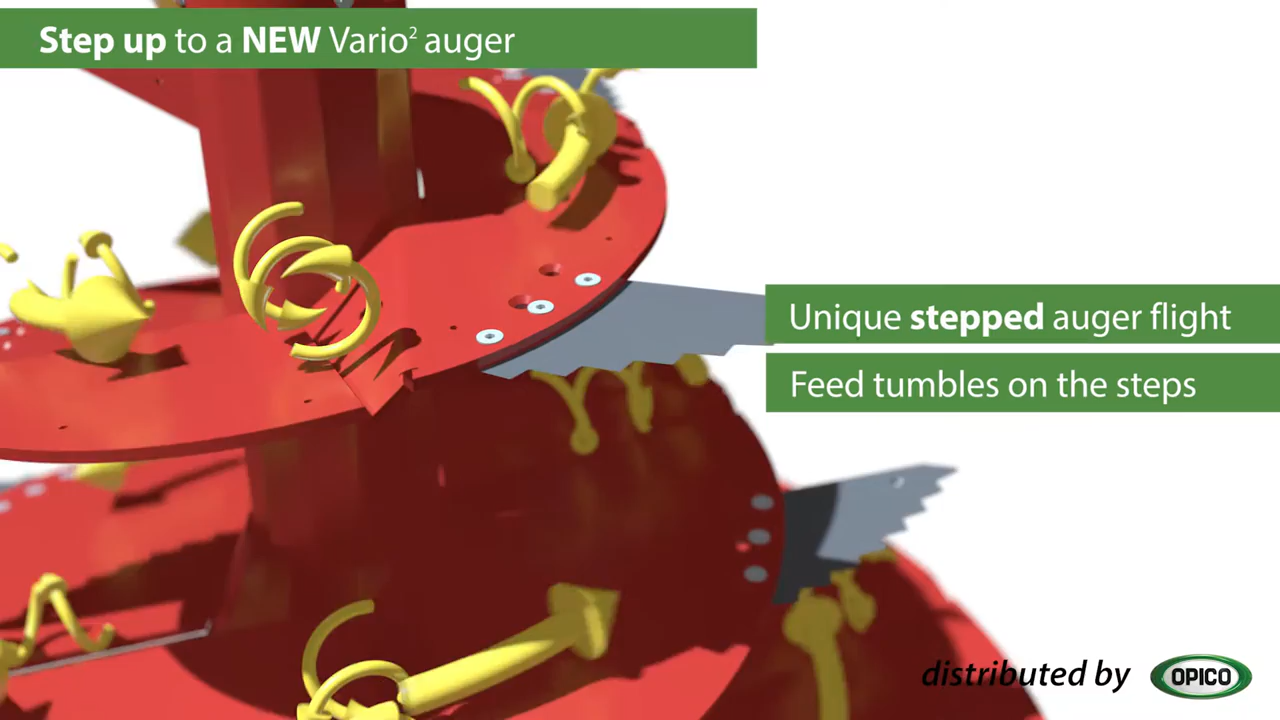 Step up to a NEW Vario² auger
Unique stepped auger flight
Feed tumbles on the steps
distributed by OPICO